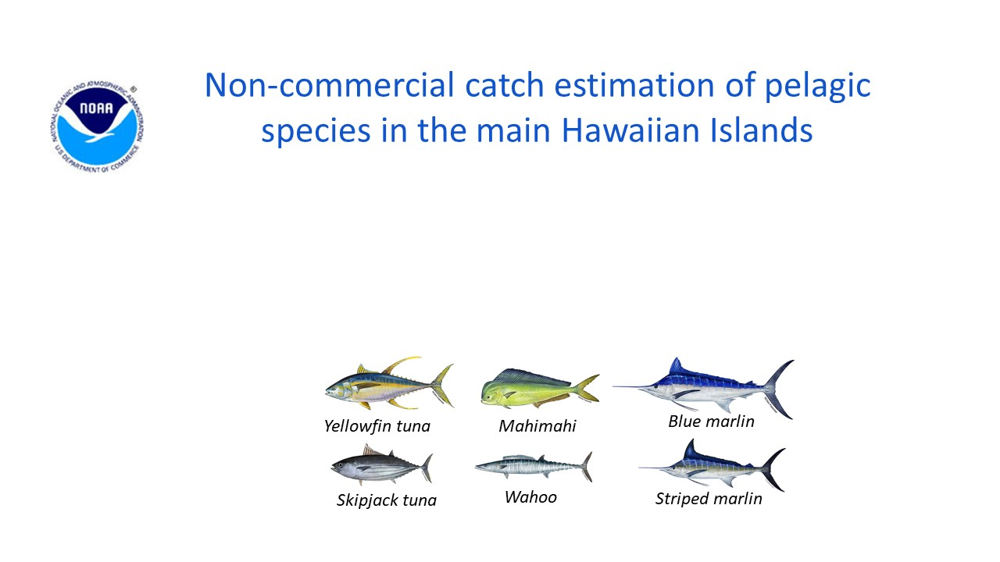 Non-commercial catch estimation of pelagic
species in the main Hawaiian Islands
NATIONAL OCEANIC AND ATMOSPHERIC ADMINISTRATION
®
NOAA
U.S. DEPARTMENT OF COMMERCE
Yellowfin tuna
Mahimahi
Blue marlin
Skipjack tuna
Wahoo
Striped marlin